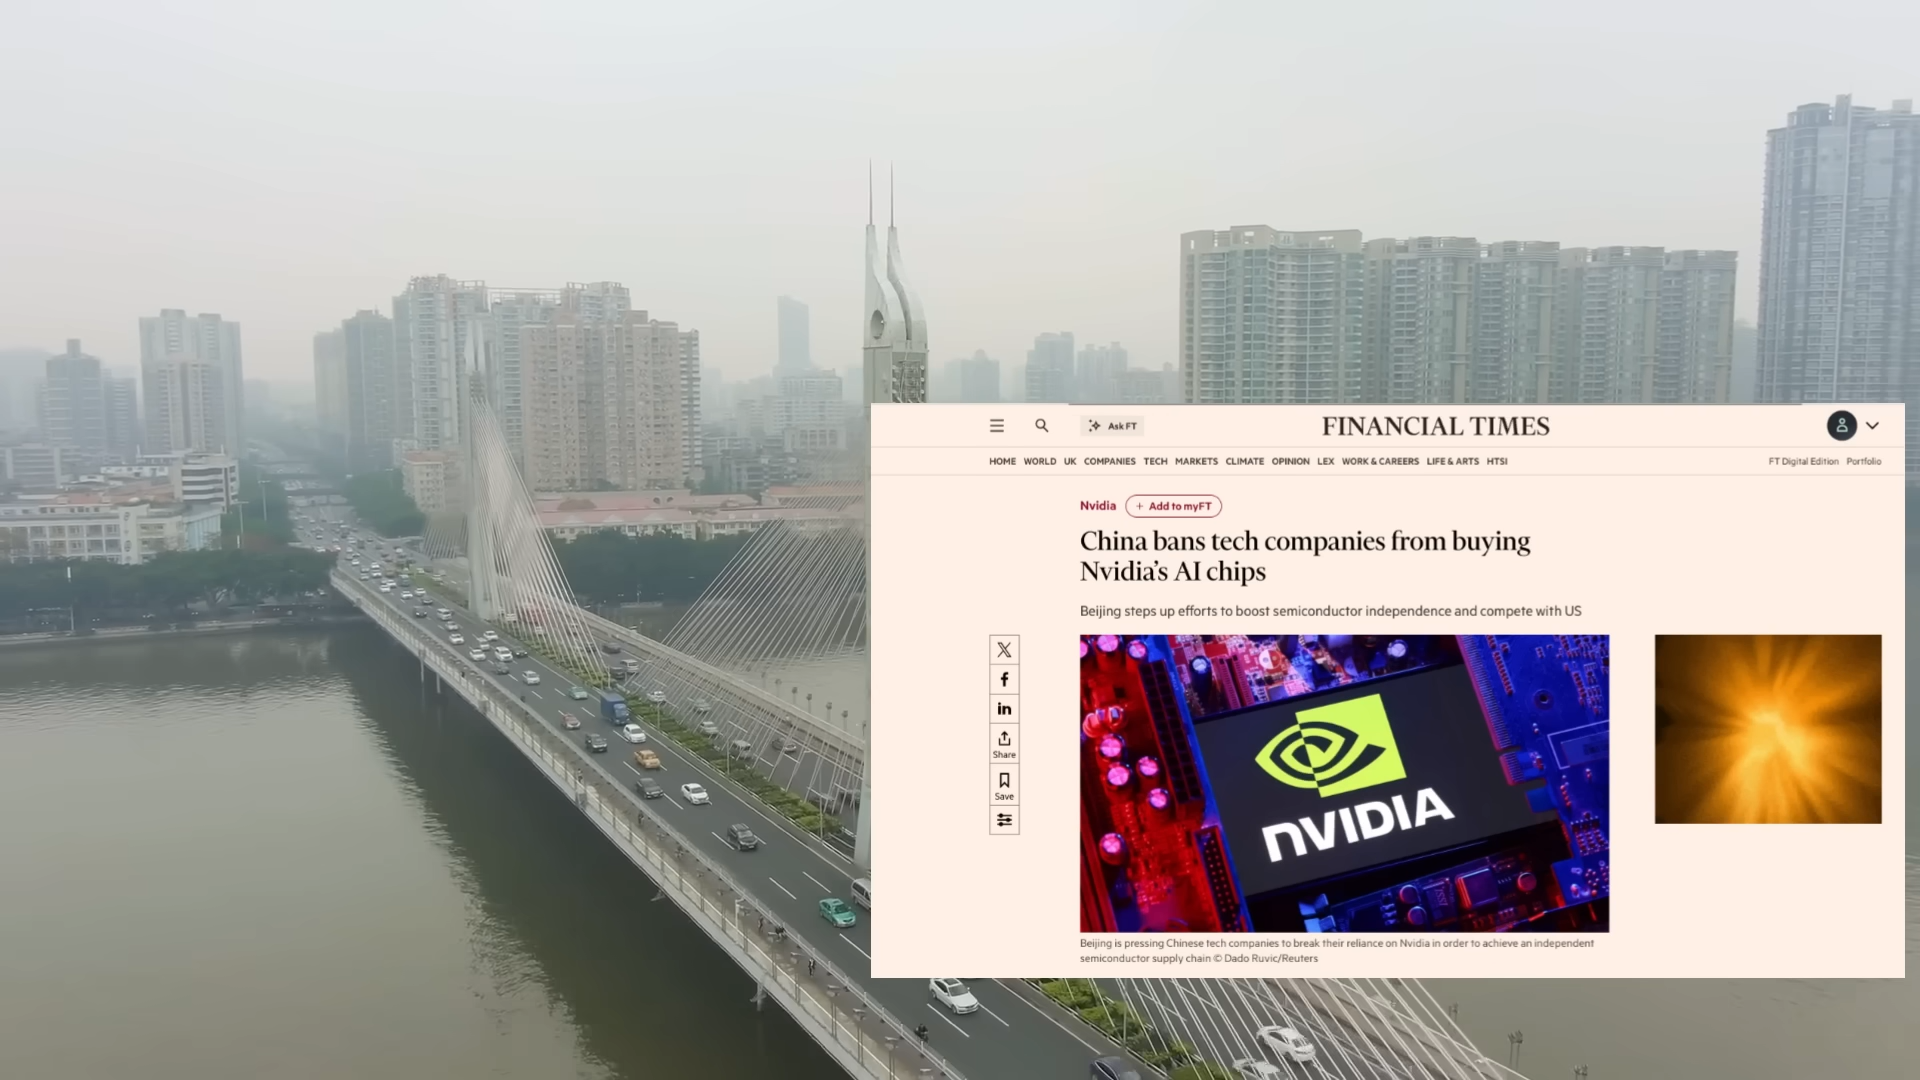 Ask FT
FINANCIAL TIMES
HOME WORLD UK COMPANIES TECH MARKETS CLIMATE OPINION LEX WORK & CAREERS LIFE & ARTS HTSI
FT Digital Edition Portfolio
Nvidia
+ Add to myFT
China bans tech companies from buying
Nvidia's AI chips
Beijing steps up efforts to boost semiconductor independence and compete with US
Share
Save
NVIDIA
Beijing is pressing Chinese tech companies to break their reliance on Nvidia in order to achieve an independent
semiconductor supply chain © Dado Ruvic/Reuters